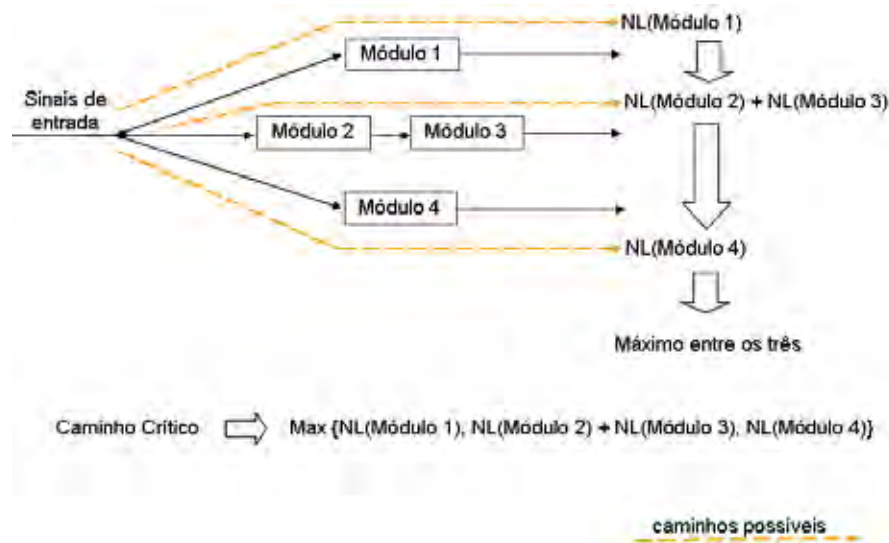 NL(Módulo 1)
Módulo 1
Sinais de
entrada
NL(Módulo 2) + NL(Módulo 3)
Módulo 2
Módulo 3
Módulo 4
NL(Módulo 4)
Máximo entre os três
Caminho Crítico
Max {NL(Módulo 1), NL(Módulo 2) + NL(Módulo 3), NL(Módulo 4)}
caminhos possíveis